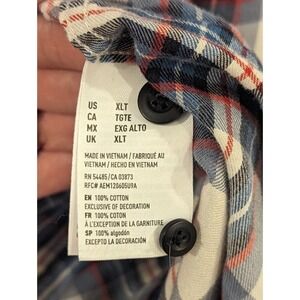 US XLT
CA TGTE
MX EXG ALTO
UK XLT
MADE IN VIETNAM / FABRIQUÉ AU
VIETNAM / HECHO EN VIETNAM
RN 54485/CA 03873
RFC# AEM120605U9A
EN 100% COTTON
EXCLUSIVE OF DECORATION
FR 100% COTON
À L'EXCEPTION DE LA GARNITURE
SP 100% algodón
EXCEPTO LA DECORACIÓN